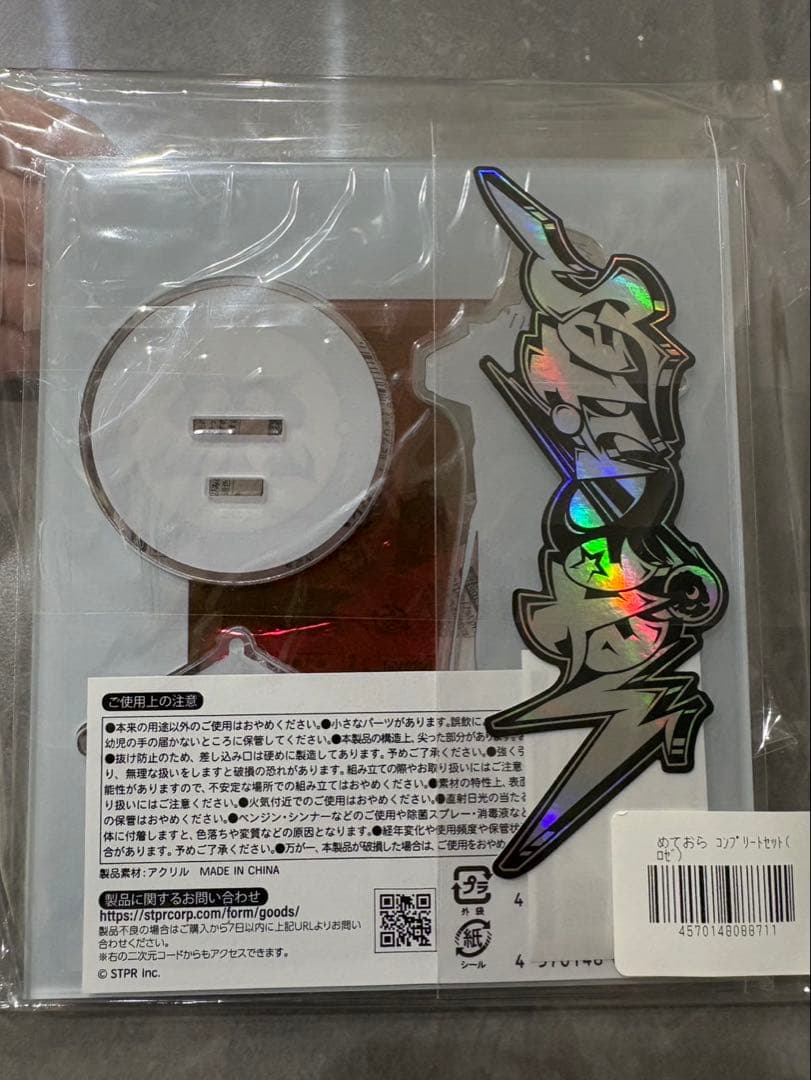 ご使用上の注意
●本来の用途以外のご使用はおやめください。●小さなパーツがあります。誤飲に
幼児の手の届かないところに保管してください。●本製品の構造上、尖った部分があり
●抜け防止のため、差し込み口は硬めに製造してあります。予めご了承ください。●強く引
り、無理な扱いをしますと破損の恐れがあります。組み立ての際やお取り扱いにはご注意
能性がありますので、不安定な場所での組み立てはおやめください。●素材の特性上、表面
り扱いにはご注意ください。●火気付近でのご使用はおやめください。●直射日光の当たる
の保管はおやめください。●ベンジン・シンナーなどのご使用や除菌スプレー・消毒液など
体に付着しますと、色落ちや変質などの原因となります。●経年変化や使用頻度や保管状
合があります。予めご了承ください。●万が一、本製品が破損した場合は、ご使用をおやめ
製品素材:アクリル MADE IN CHINA
製品に関するお問い合わせ
https://stprcorp.com/form/goods/
製品不良の場合はご購入から7日以内に上記URLよりお問い
合わせください。
※右の二次元コードからもアクセスできます。
© STPR Inc.
プラ
外袋
紙
シール
4
4
めておら コンプリートセット(
ロゼ)
4570148088711